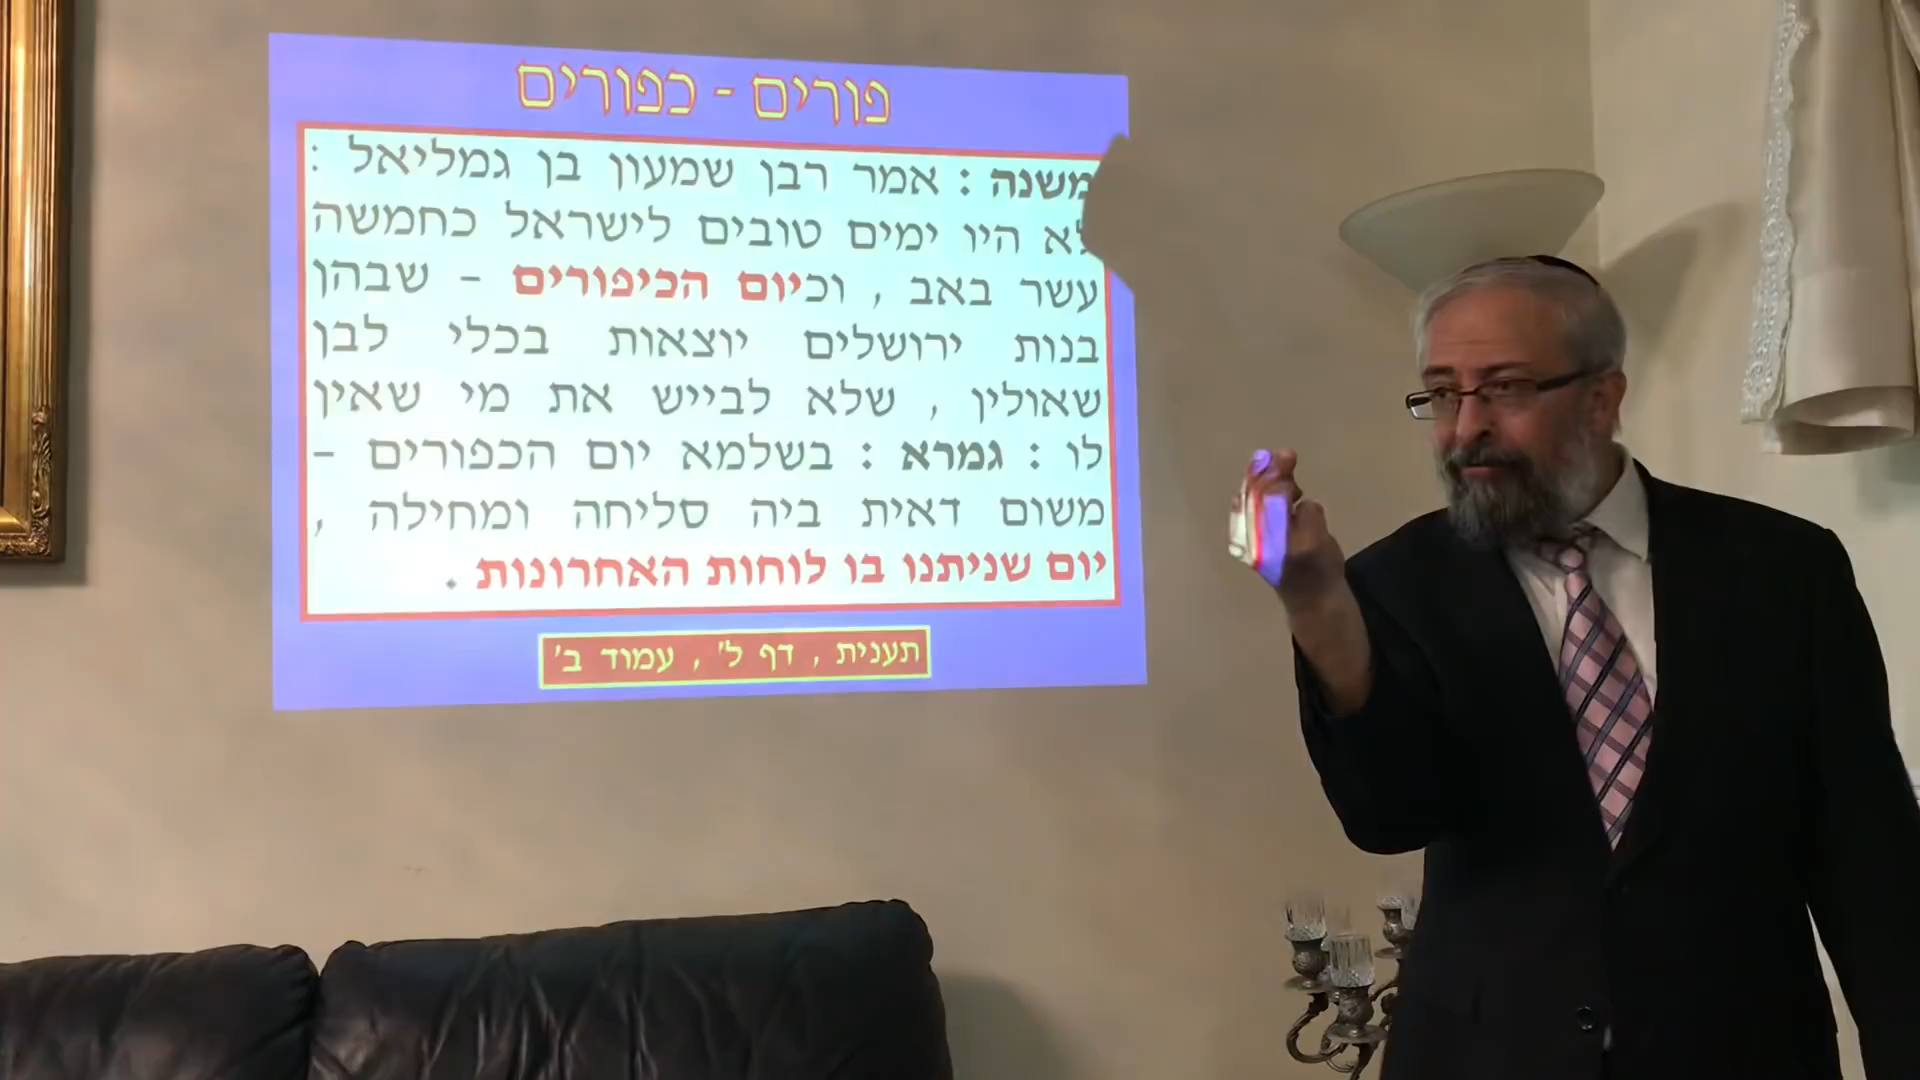 פורים - כפורים
משנה : אמר רבן שמעון בן גמליאל :
לא היו ימים טובים לישראל כחמשה
עשר באב , וכיום הכיפורים - שבהן
בנות ירושלים יוצאות בכלי לבן
שאולין , שלא לבייש את מי שאין
לו : גמרא : בשלמא יום הכפורים -
משום דאית ביה סליחה ומחילה ,
יום שניתנו בו לוחות האחרונות .
תענית , דף ל' , עמוד ב'